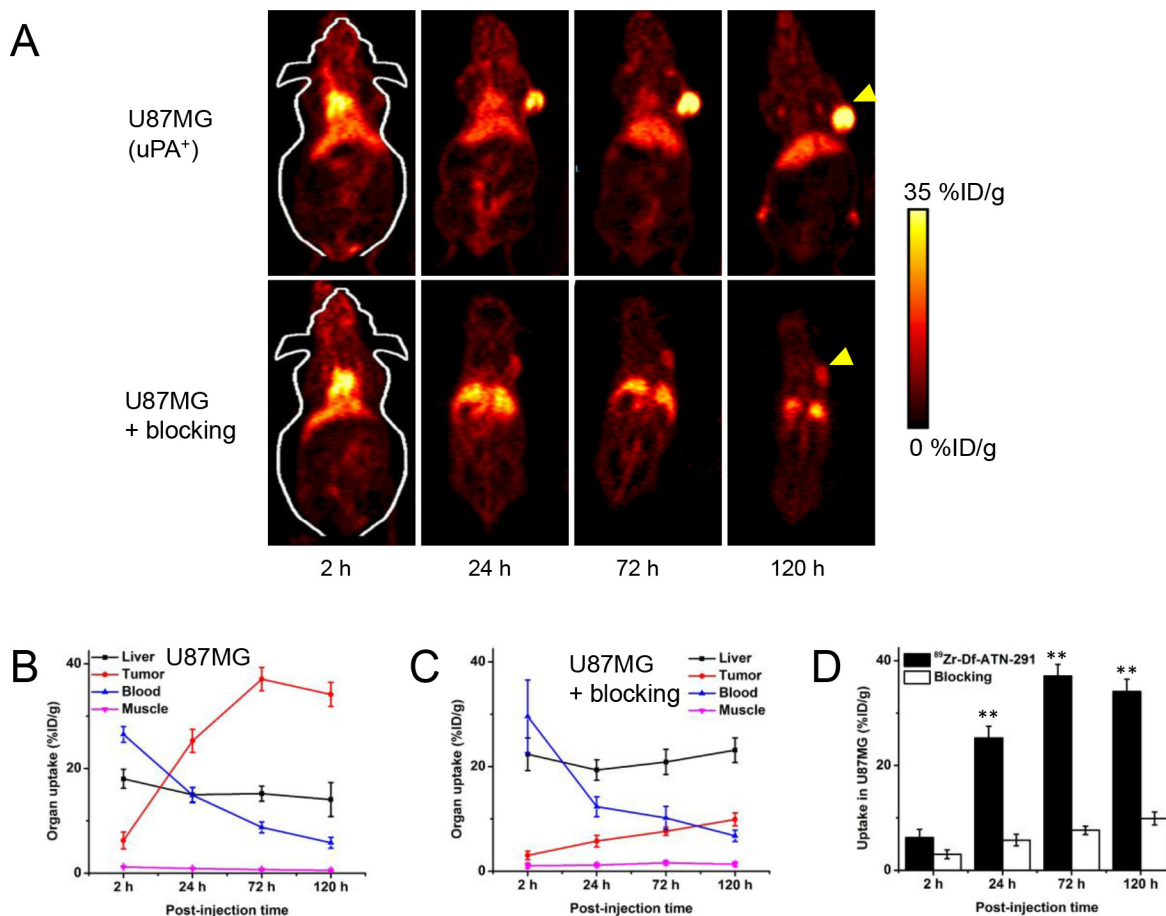 A
U87MG
(uPA⁺)
35 %ID/g
0 %ID/g
U87MG
+ blocking
2 h
24 h
72 h
120 h
B
U87MG
Liver
Tumor
Blood
Muscle
Organ uptake (%ID/g)
40
20
0
2 h
24 h
72 h
120 h
Post-injection time
C
U87MG
+ blocking
Liver
Tumor
Blood
Muscle
Organ uptake (%ID/g)
40
20
0
2 h
24 h
72 h
120 h
Post-injection time
D
⁸⁹Zr-Df-ATN-291
Blocking
**
**
**
Uptake in U87MG (%ID/g)
40
20
0
2 h
24 h
72 h
120 h
Post-injection time